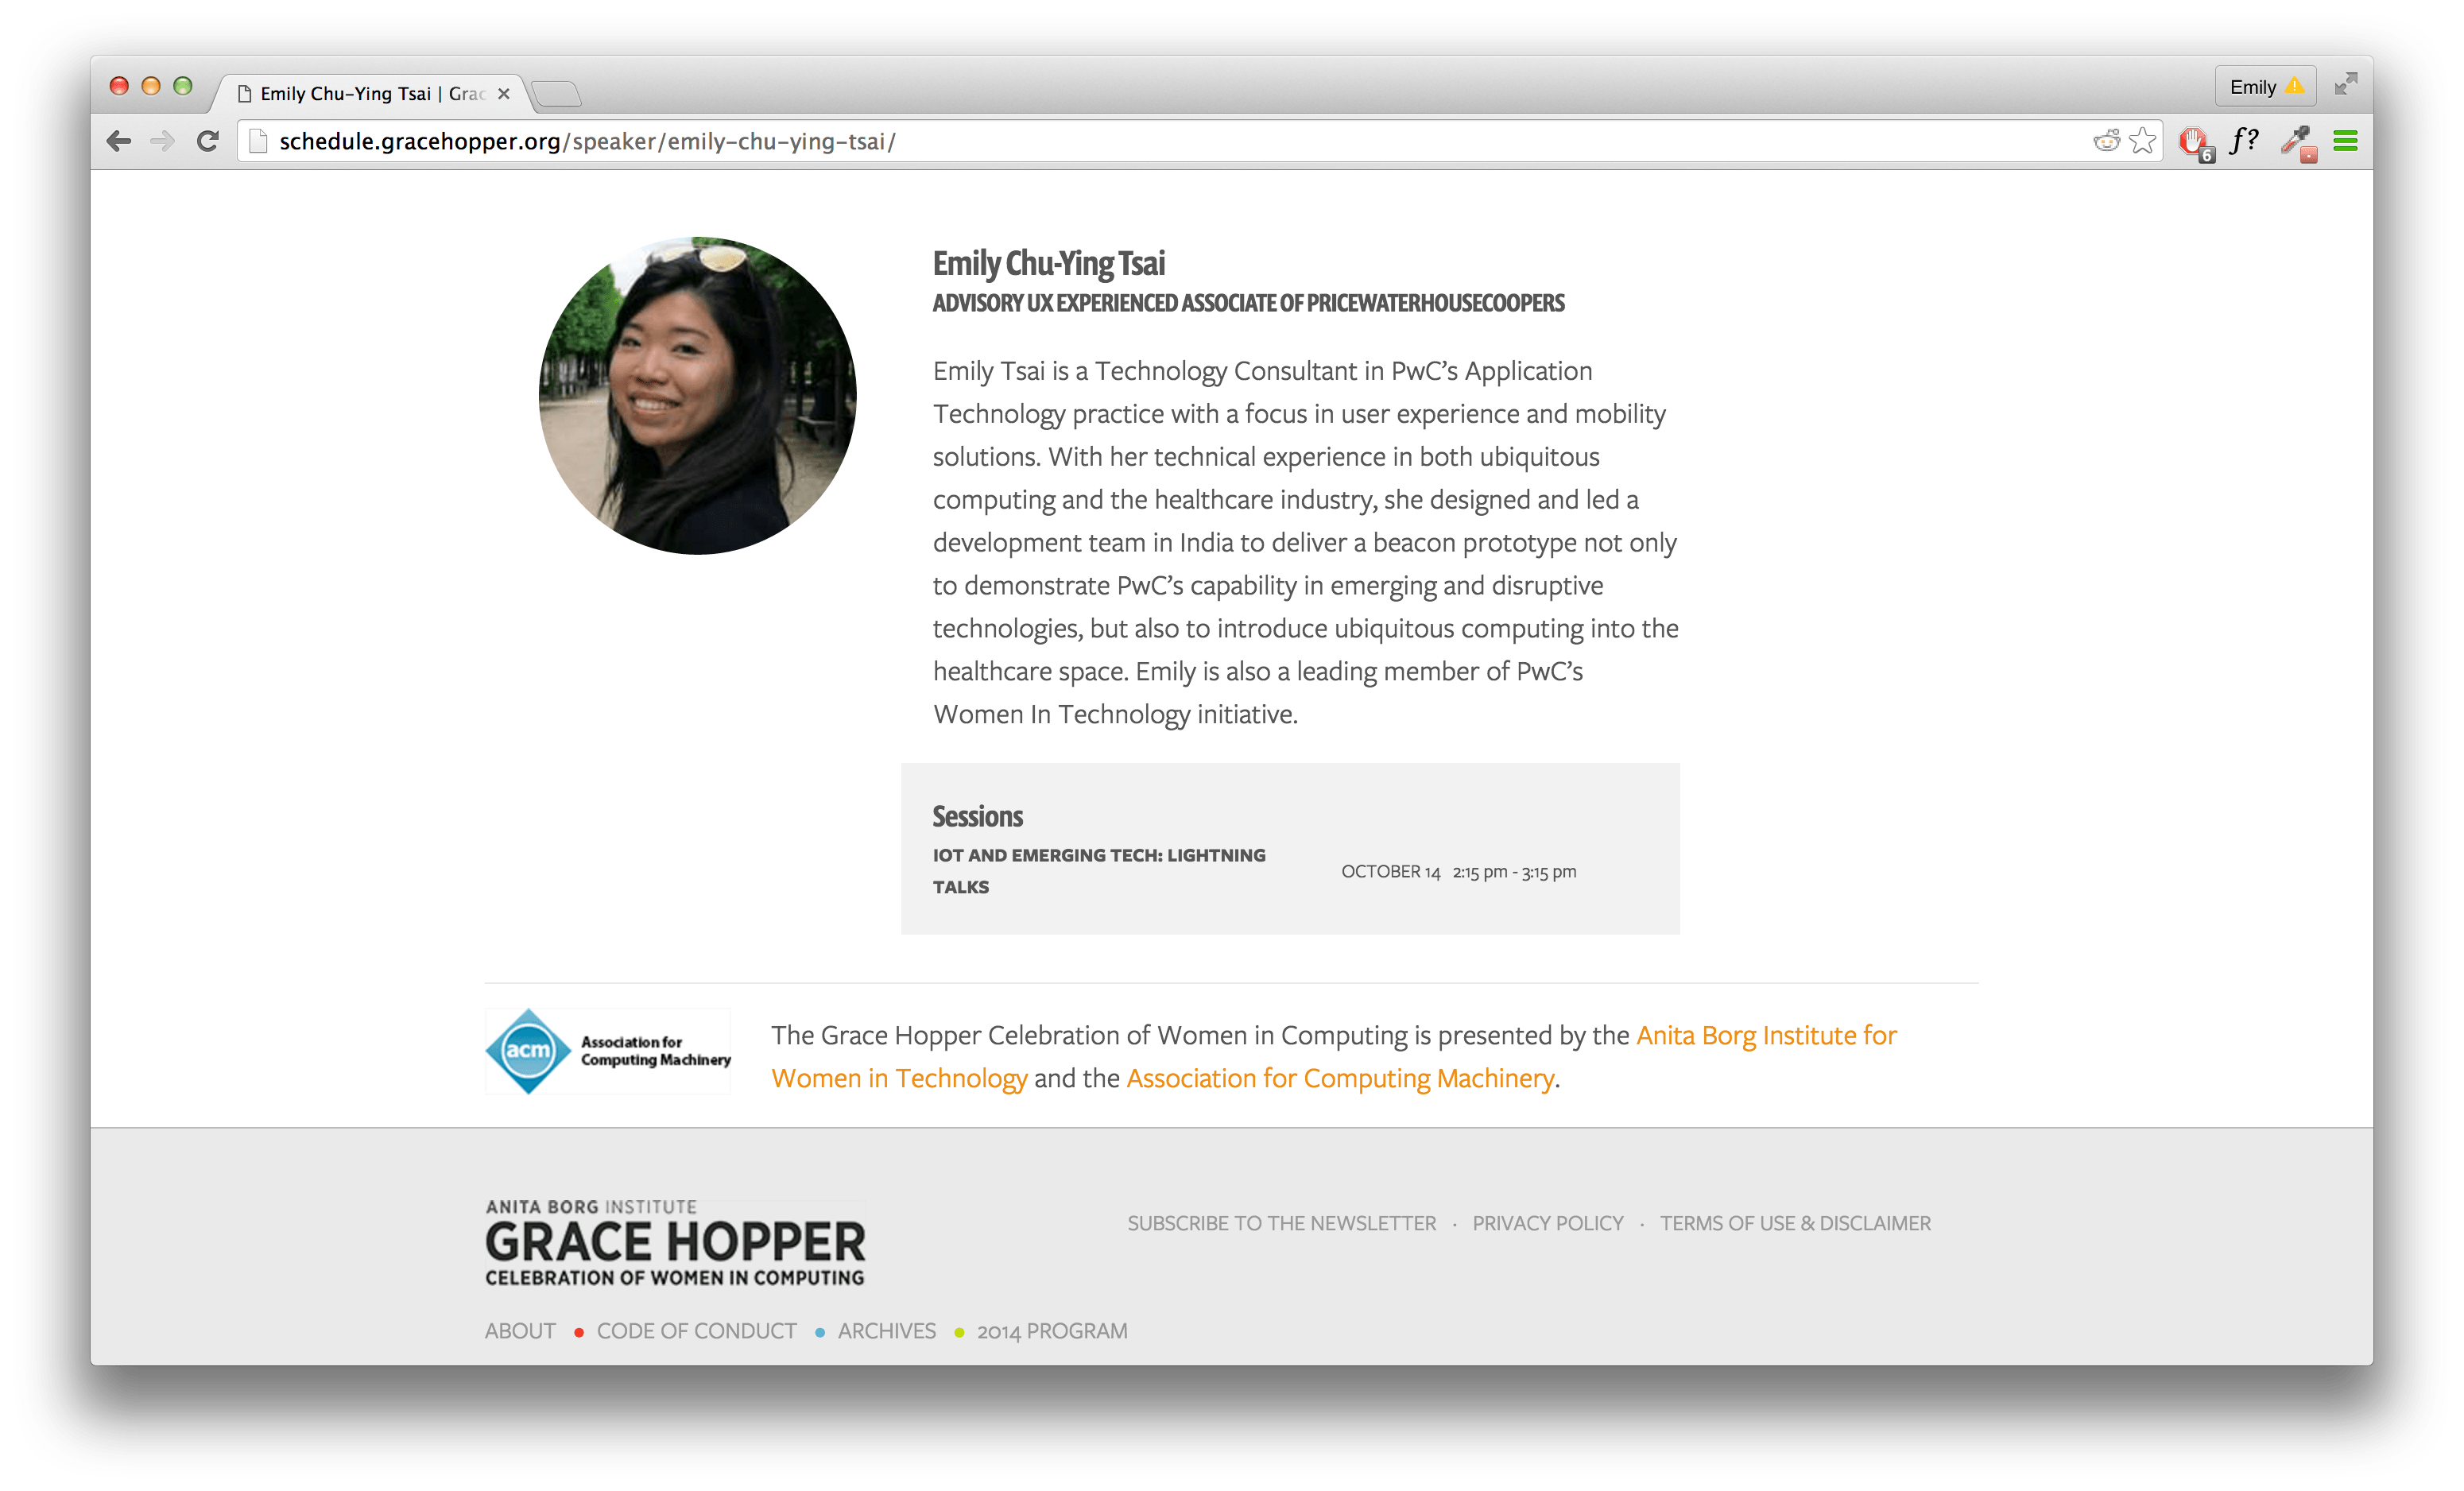 Emily Chu-Ying Tsai | Grac
Emily
schedule.gracehopper.org/speaker/emily-chu-ying-tsai/
6
f?
Emily Chu-Ying Tsai
ADVISORY UX EXPERIENCED ASSOCIATE OF PRICEWATERHOUSECOOPERS
Emily Tsai is a Technology Consultant in PwC’s Application
Technology practice with a focus in user experience and mobility
solutions. With her technical experience in both ubiquitous
computing and the healthcare industry, she designed and led a
development team in India to deliver a beacon prototype not only
to demonstrate PwC’s capability in emerging and disruptive
technologies, but also to introduce ubiquitous computing into the
healthcare space. Emily is also a leading member of PwC’s
Women In Technology initiative.
Sessions
IOT AND EMERGING TECH: LIGHTNING
TALKS
OCTOBER 14 2:15 pm - 3:15 pm
acm
Association for
Computing Machinery
The Grace Hopper Celebration of Women in Computing is presented by the Anita Borg Institute for
Women in Technology and the Association for Computing Machinery.
ANITA BORG INSTITUTE
GRACE HOPPER
CELEBRATION OF WOMEN IN COMPUTING
SUBSCRIBE TO THE NEWSLETTER · PRIVACY POLICY · TERMS OF USE & DISCLAIMER
ABOUT • CODE OF CONDUCT • ARCHIVES • 2014 PROGRAM